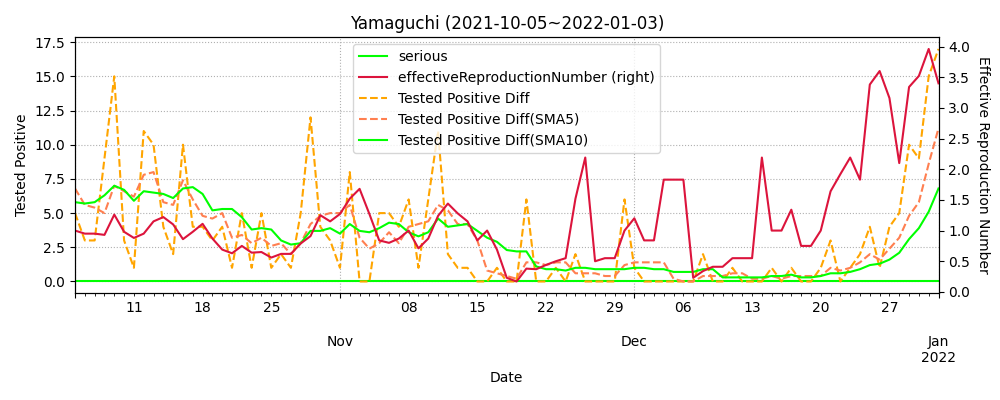 Yamaguchi (2021-10-05~2022-01-03)
17.5
15.0
12.5
10.0
7.5
5.0
2.5
0.0
Tested Positive
serious
effectiveReproductionNumber (right)
Tested Positive Diff
Tested Positive Diff(SMA5)
Tested Positive Diff(SMA10)
4.0
3.5
3.0
2.5
2.0
1.5
1.0
0.5
0.0
Effective Reproduction Number
11 18 25 08 15 22 29 06 13 20 27
Nov Dec Jan
2022
Date